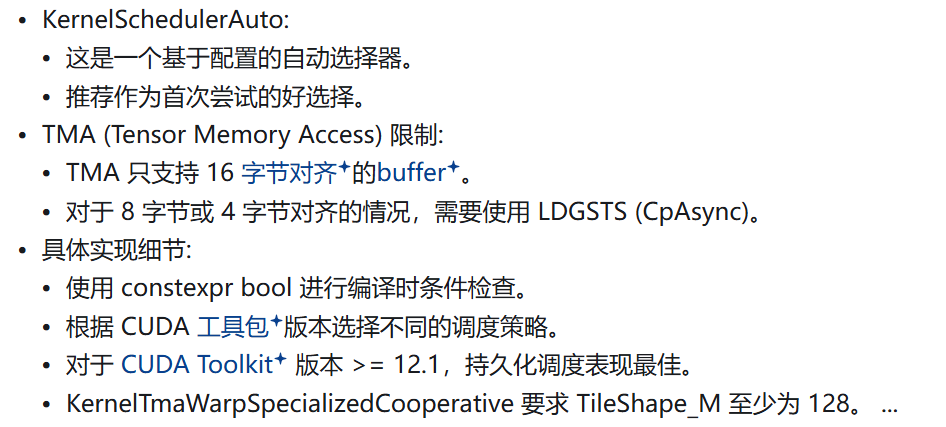 • KernelSchedulerAuto:
• 这是一个基于配置的自动选择器。
• 推荐作为首次尝试的好选择。
• TMA (Tensor Memory Access) 限制:
• TMA 只支持 16 字节对齐的buffer。
• 对于 8 字节或 4 字节对齐的情况，需要使用 LDGSTS (CpAsync)。
• 具体实现细节:
• 使用 constexpr bool 进行编译时条件检查。
• 根据 CUDA 工具包版本选择不同的调度策略。
• 对于 CUDA Toolkit 版本 >= 12.1，持久化调度表现最佳。
• KernelTmaWarpSpecializedCooperative 要求 TileShape_M 至少为 128。 ...